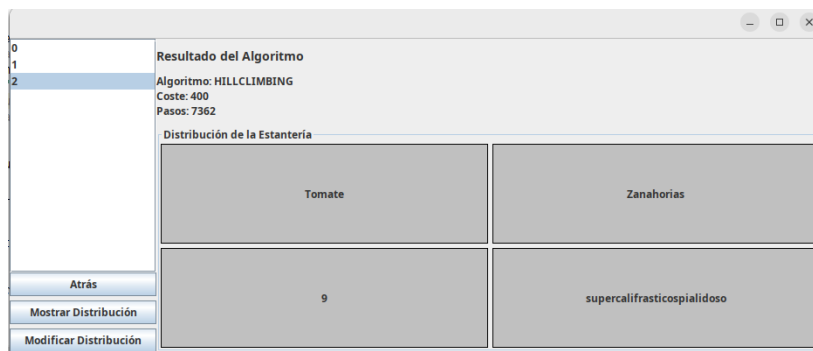 0
1
2
Atrás
Mostrar Distribución
Modificar Distribución
Resultado del Algoritmo
Algoritmo: HILLCLIMBING
Coste: 400
Pasos: 7362
Distribución de la Estantería
Tomate
Zanahorias
9
supercalifrasticospialidoso